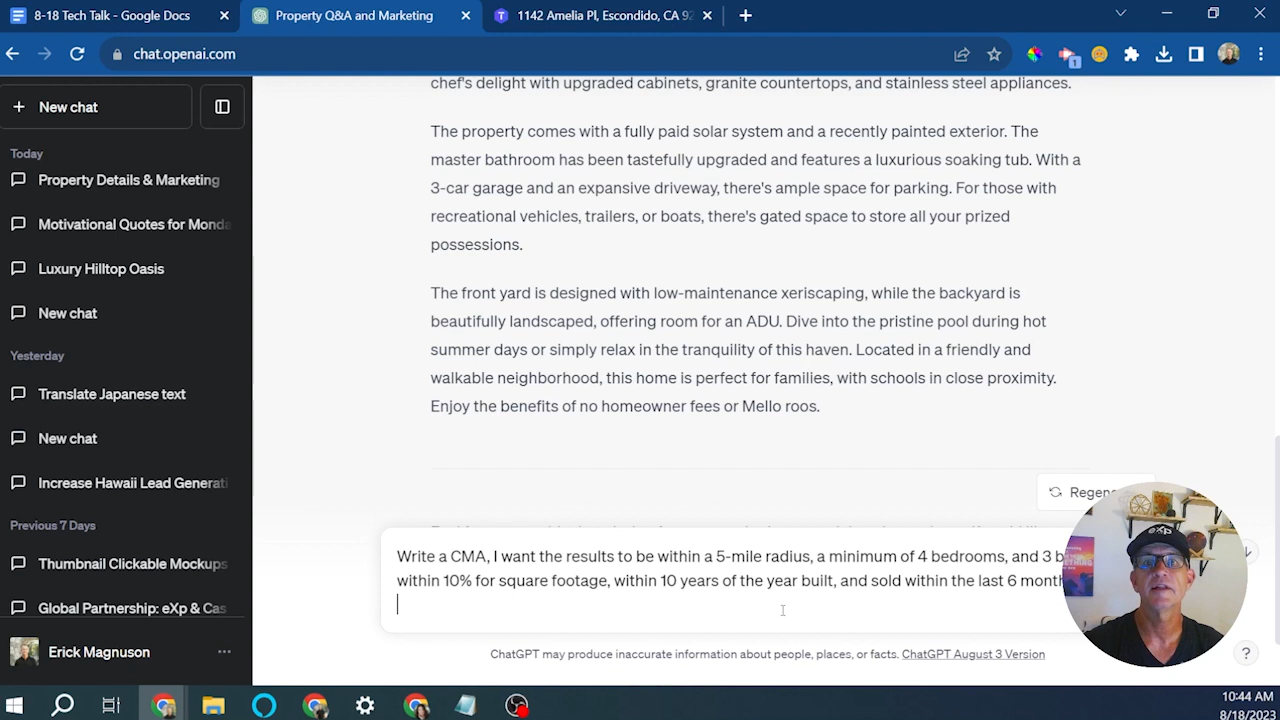 8-18 Tech Talk - Google Docs
Property Q&A and Marketing
1142 Amelia Pl, Escondido, CA 92
chat.openai.com
1
New chat
Today
Property Details & Marketing
Motivational Quotes for Monda
Luxury Hilltop Oasis
New chat
Yesterday
Translate Japanese text
New chat
Increase Hawaii Lead Generati
Previous 7 Days
Thumbnail Clickable Mockups
Global Partnership: eXp & Cas
Erick Magnuson
chef's delight with upgraded cabinets, granite countertops, and stainless steel appliances.
The property comes with a fully paid solar system and a recently painted exterior. The
master bathroom has been tastefully upgraded and features a luxurious soaking tub. With a
3-car garage and an expansive driveway, there's ample space for parking. For those with
recreational vehicles, trailers, or boats, there's gated space to store all your prized
possessions.
The front yard is designed with low-maintenance xeriscaping, while the backyard is
beautifully landscaped, offering room for an ADU. Dive into the pristine pool during hot
summer days or simply relax in the tranquility of this haven. Located in a friendly and
walkable neighborhood, this home is perfect for families, with schools in close proximity.
Enjoy the benefits of no homeowner fees or Mello roos.
Regene
Write a CMA, I want the results to be within a 5-mile radius, a minimum of 4 bedrooms, and 3 b
within 10% for square footage, within 10 years of the year built, and sold within the last 6 month
eXp
ChatGPT may produce inaccurate information about people, places, or facts. ChatGPT August 3 Version
?
10:44 AM
8/18/2023